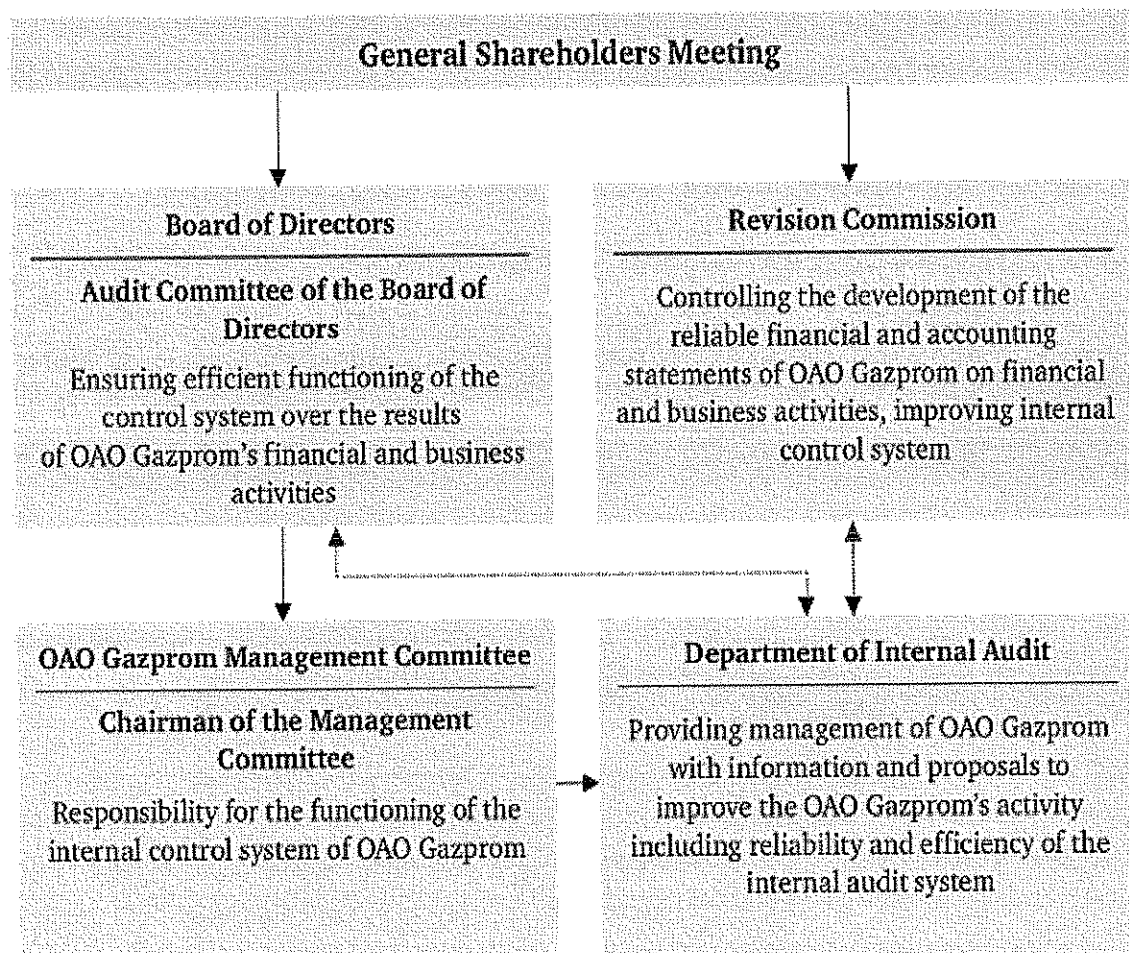 General Shareholders Meeting
Board of Directors
Audit Committee of the Board of
Directors
Ensuring efficient functioning of the
control system over the results
of OAO Gazprom's financial and business
activities
Revision Commission
Controlling the development of the
reliable financial and accounting
statements of OAO Gazprom on financial
and business activities, improving internal
control system
OAO Gazprom Management Committee
Chairman of the Management
Committee
Responsibility for the functioning of the
internal control system of OAO Gazprom
Department of Internal Audit
Providing management of OAO Gazprom
with information and proposals to
improve the OAO Gazprom's activity
including reliability and efficiency of the
internal audit system